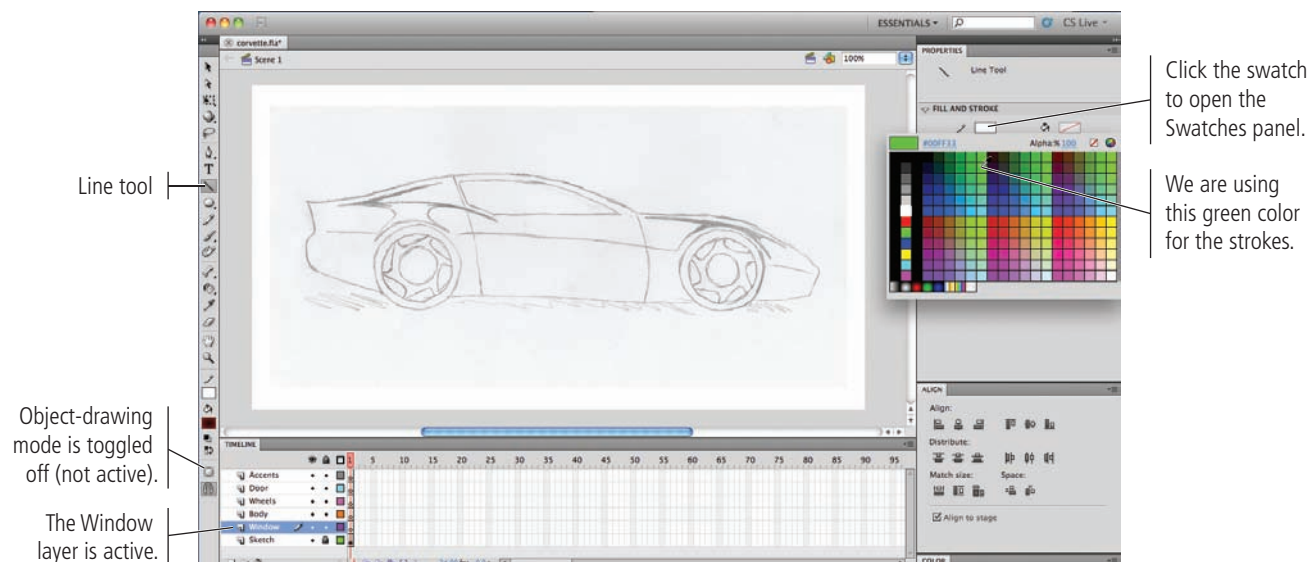 ESSENTIALS
CS Live
corvette.fla*
Scene 1
100%
PROPERTIES
Line Tool
FILL AND STROKE
#00FF33
Alpha:% 100
Click the swatch
to open the
Swatches panel.
We are using
this green color
for the strokes.
Line tool
T
Object-drawing
mode is toggled
off (not active).
The Window
layer is active.
TIMELINE
1 5 10 15 20 25 30 35 40 45 50 55 60 65 70 75 80 85 90 95
Accents
Door
Wheels
Body
Window
Sketch
ALIGN
Align:
Distribute:
Match size: Space:
Align to stage
COLOR